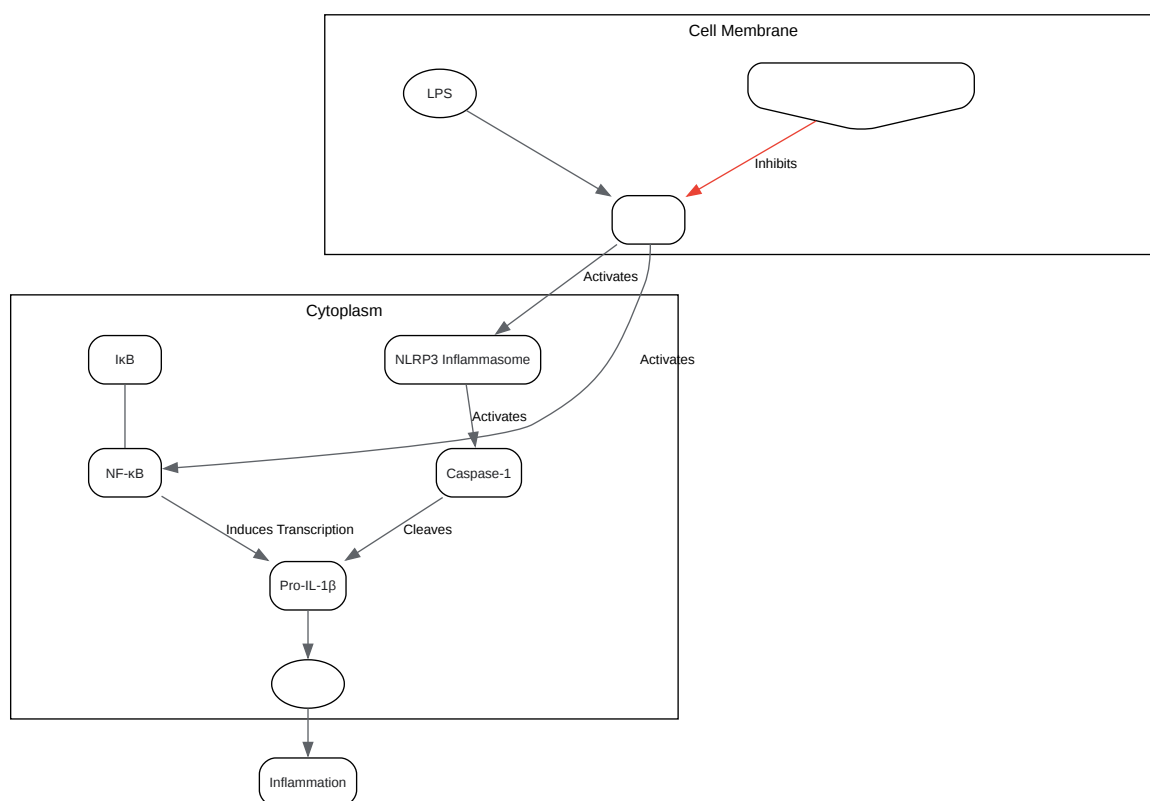 Cell Membrane
LPS
Inhibits
Activates
Cytoplasm
IκB
NLRP3 Inflammasome
Activates
Activates
NF-κB
Caspase-1
Induces Transcription
Cleaves
Pro-IL-1β
Inflammation